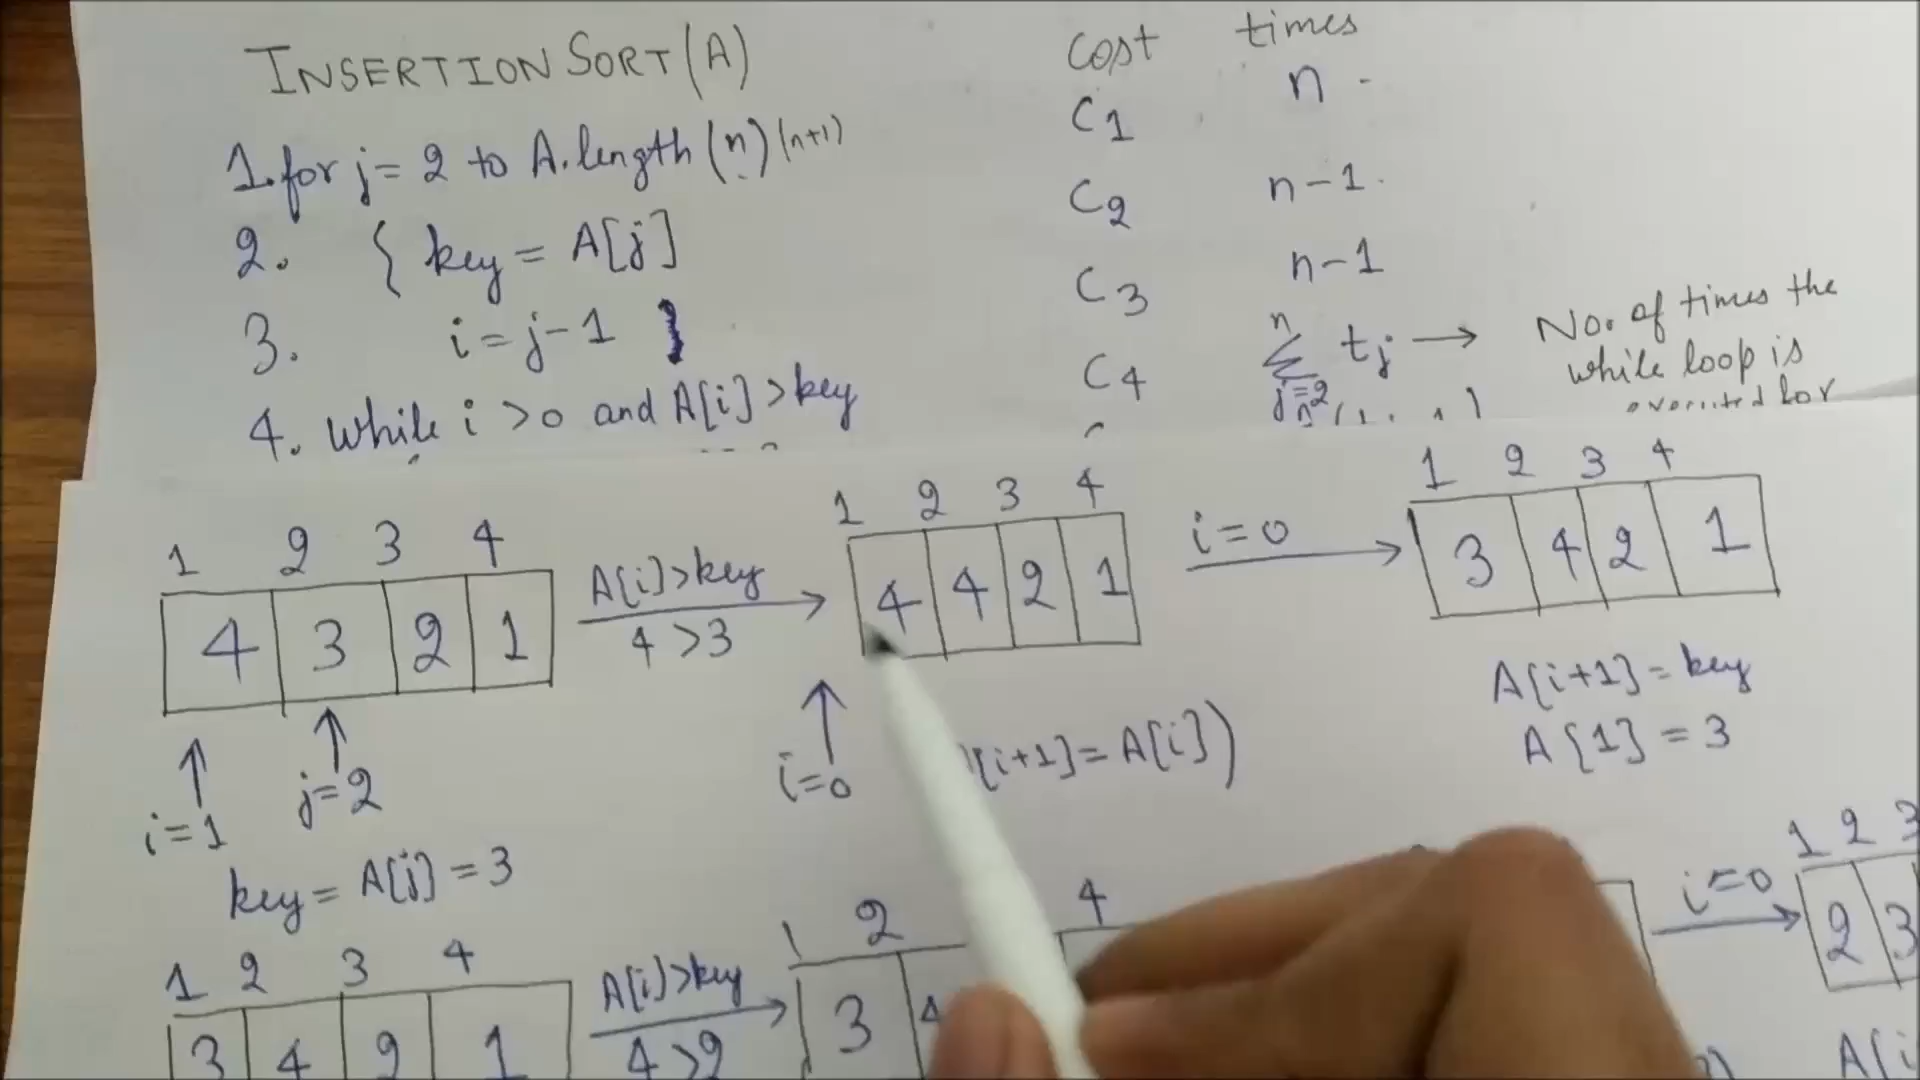 INSERTION SORT(A) cost times
1. for j = 2 to A.length (n) (n+1) C1 n
2. { key = A[j] C2 n-1
3. i = j-1 } C3 n-1
4. While i > 0 and A[i] > key C4 n Σ j=2 tj → No. of times the
while loop is
1 2 3 4
4 3 2 1
A[i] > key
4 > 3
i=1
j=2
key = A[j] = 3
1 2 3 4
4 4 2 1
i=0
[i+1] = A[i])
i=0
1 2 3 4
3 4 2 1
A[i+1] = key
A[1] = 3
1 2 3 4
3 4 2 1
A[i] > key
4 > 2
1 2 4
3 4
i=0
1 2 3
2 3